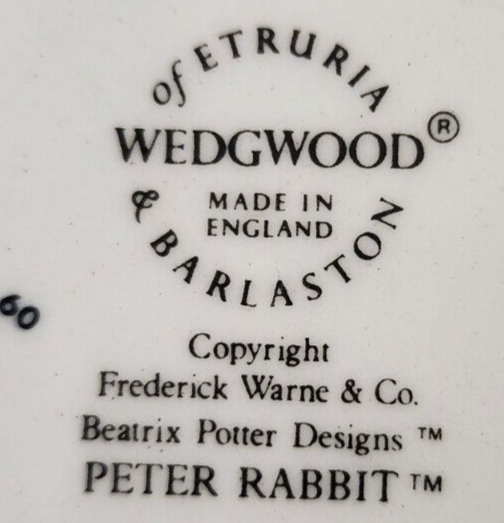 of ETRURIA
WEDGWOOD®
MADE IN
ENGLAND
& BARLASTON
60
Copyright
Frederick Warne & Co.
Beatrix Potter Designs ™
PETER RABBIT ™